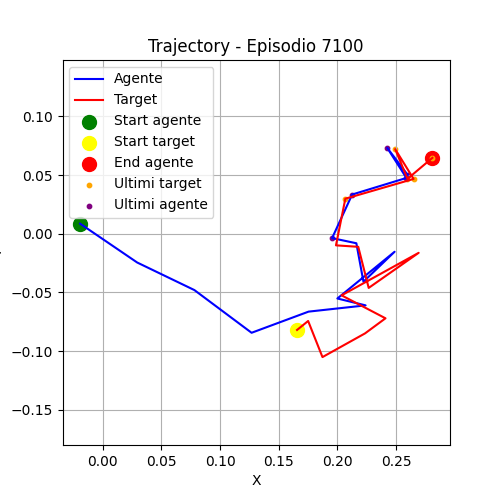 Trajectory - Episodio 7100
Agente
Target
Start agente
Start target
End agente
Ultimi target
Ultimi agente
0.10
0.05
0.00
−0.05
−0.10
−0.15
0.00
0.05
0.10
0.15
0.20
0.25
X